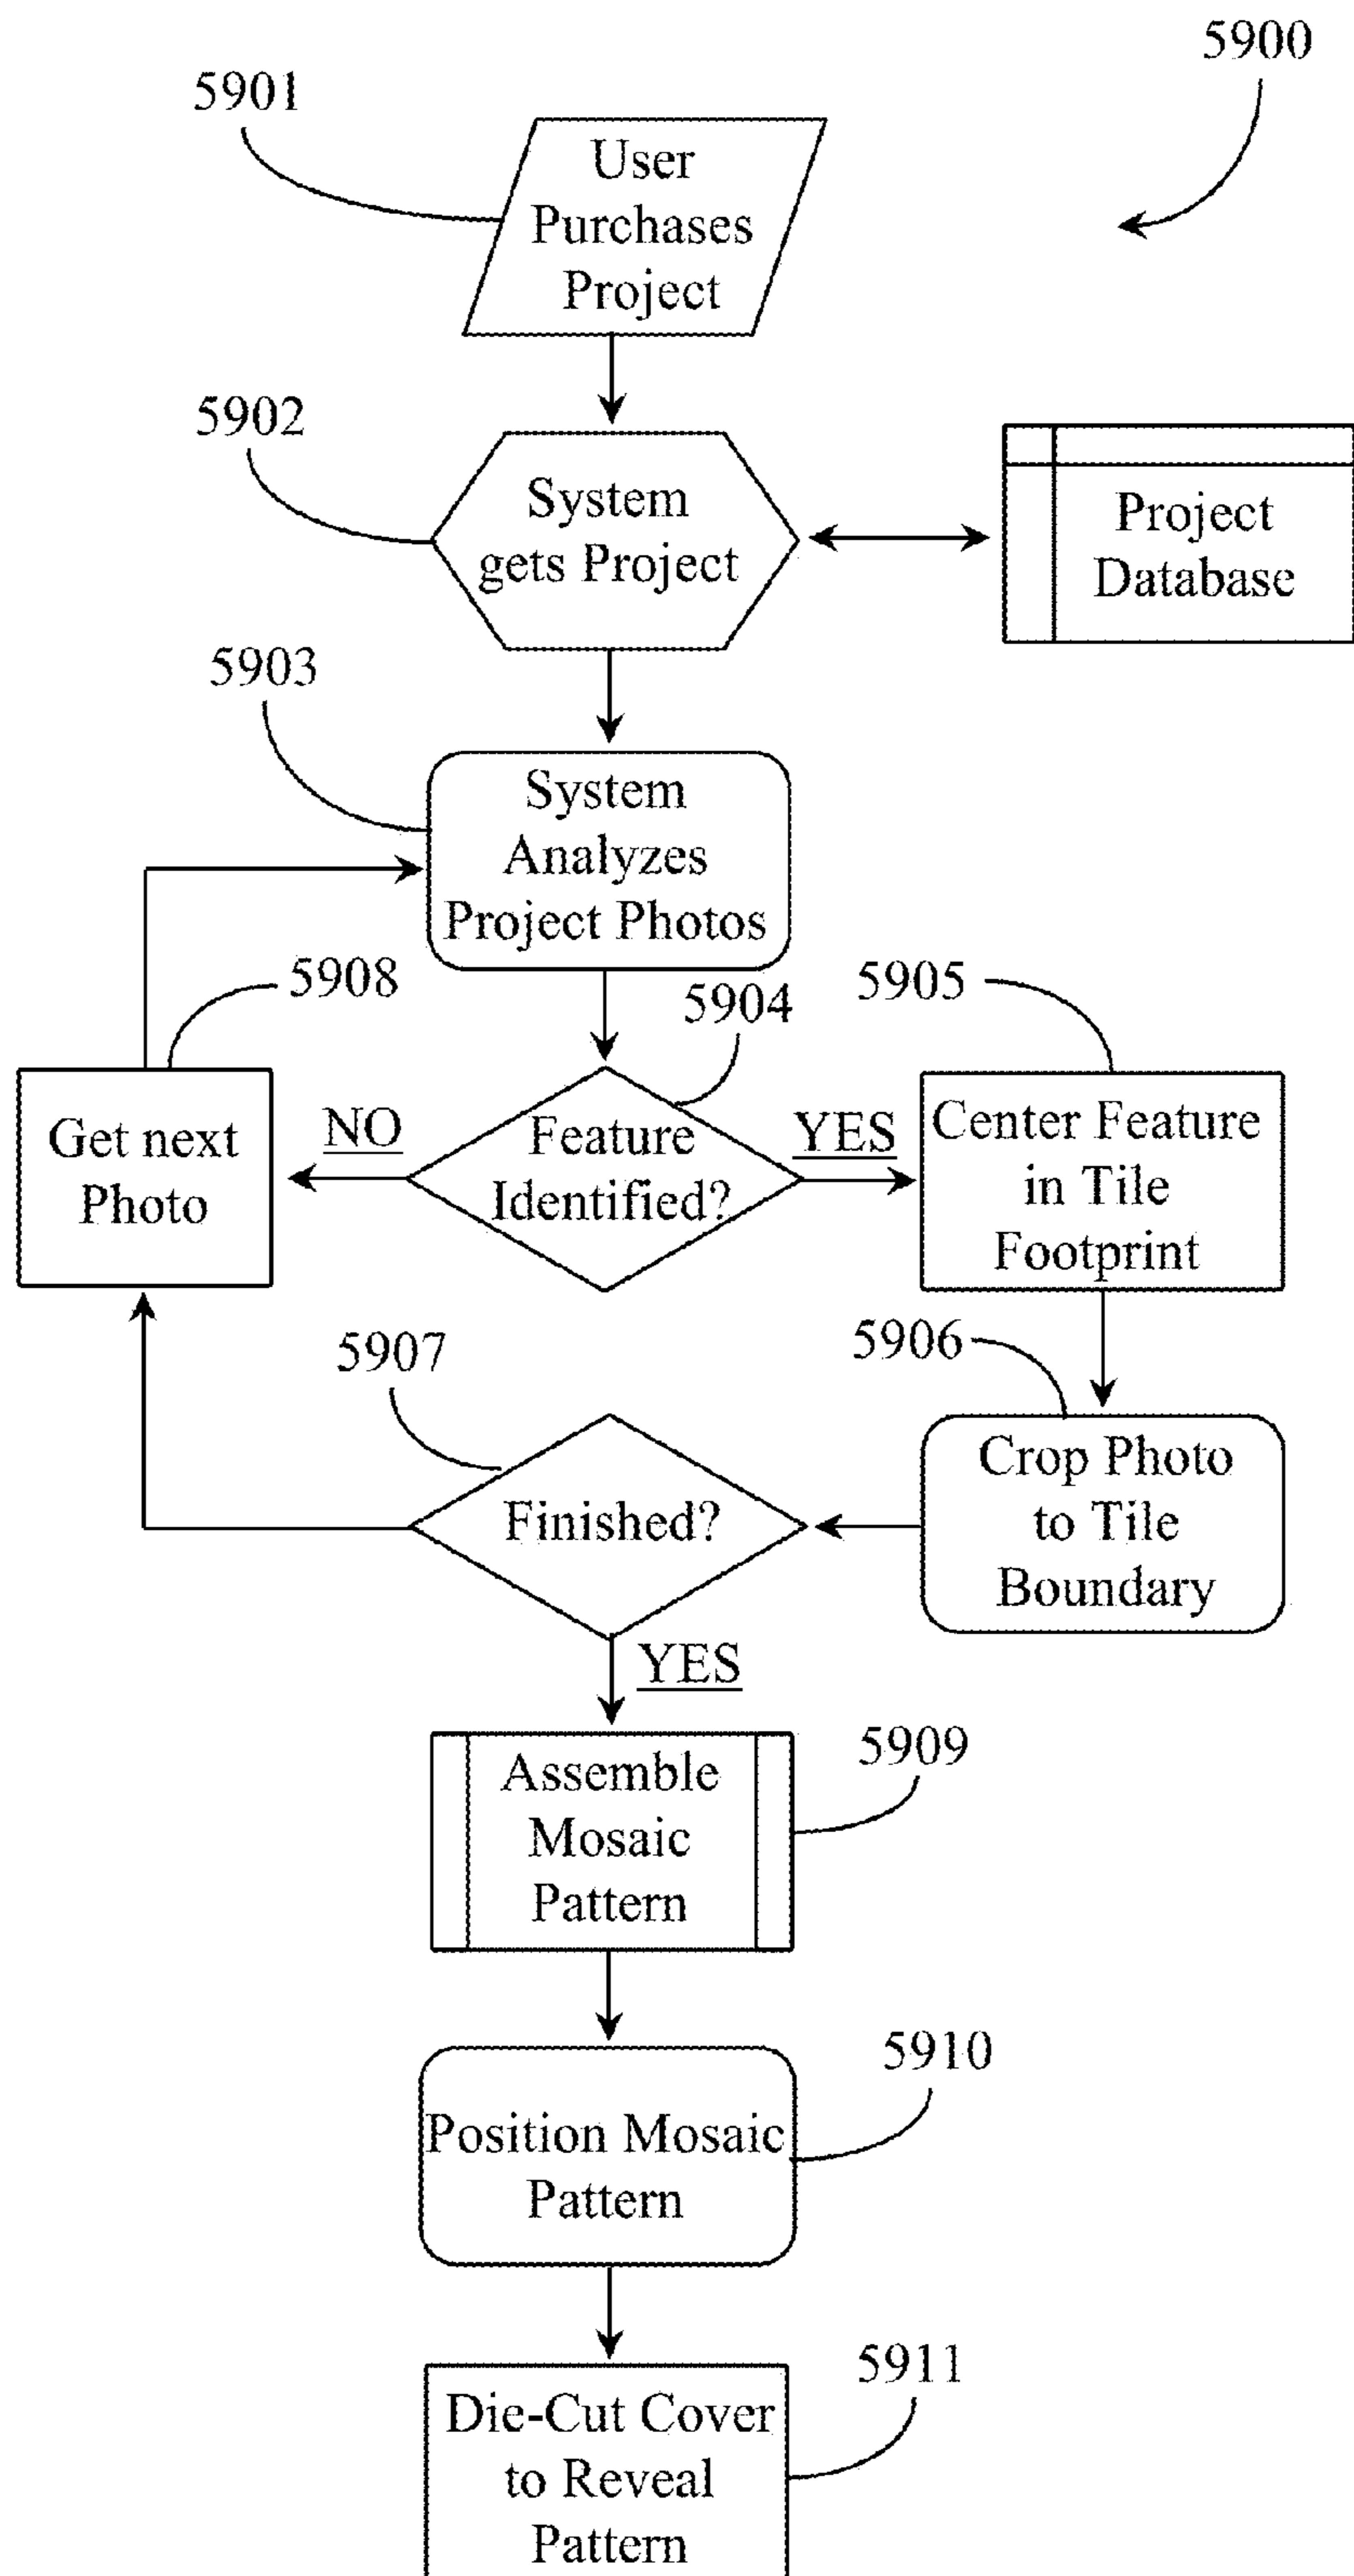 5900
5901
User
Purchases
Project
5902
System
gets Project
Project
Database
5903
System
Analyzes
Project Photos
5908
5904
5905
Get next
Photo
NO
Feature
Identified?
YES
Center Feature
in Tile
Footprint
5907
5906
Finished?
Crop Photo
to Tile
Boundary
YES
Assemble
Mosaic
Pattern
5909
5910
Position Mosaic
Pattern
5911
Die-Cut Cover
to Reveal
Pattern